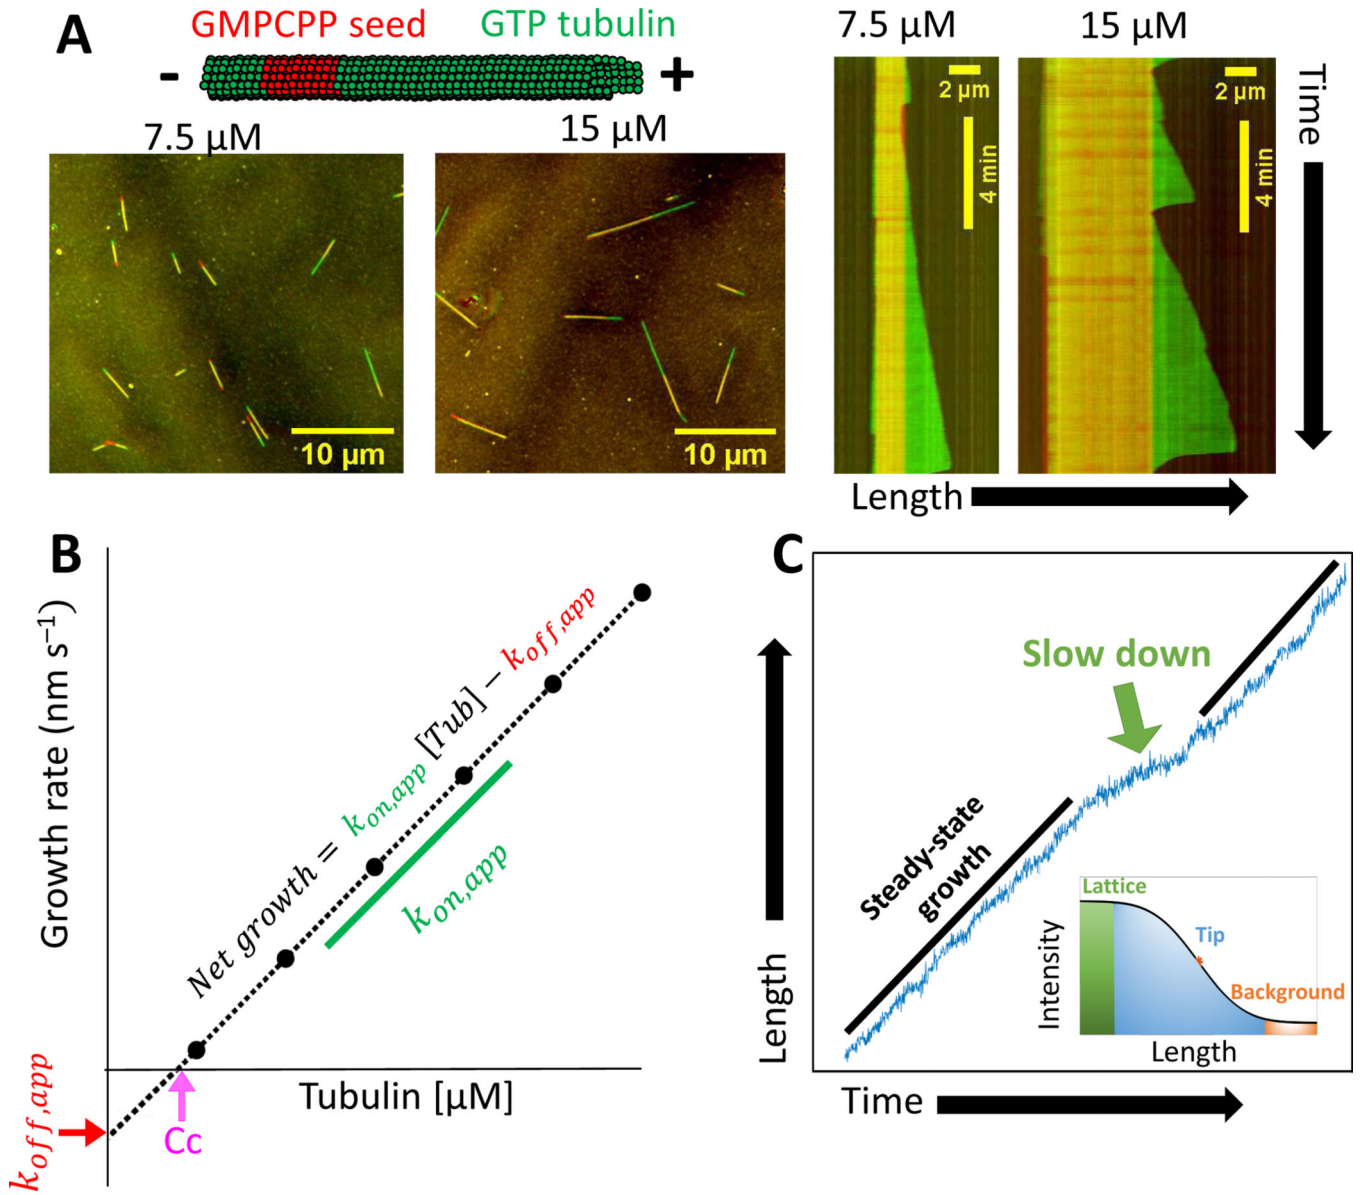 A
GMPCPP seed
GTP tubulin
-
+
7.5 µM
15 µM
10 µm
10 µm
7.5 µM
15 µM
2 µm
4 min
2 µm
4 min
Time
Length
B
Growth rate (nm s⁻¹)
Net growth = k_on,app [Tub] − k_off,app
k_on,app
Tubulin [µM]
k_off,app
Cc
C
Slow down
Steady-state
growth
Length
Time
Lattice
Tip
*
Background
Intensity
Length